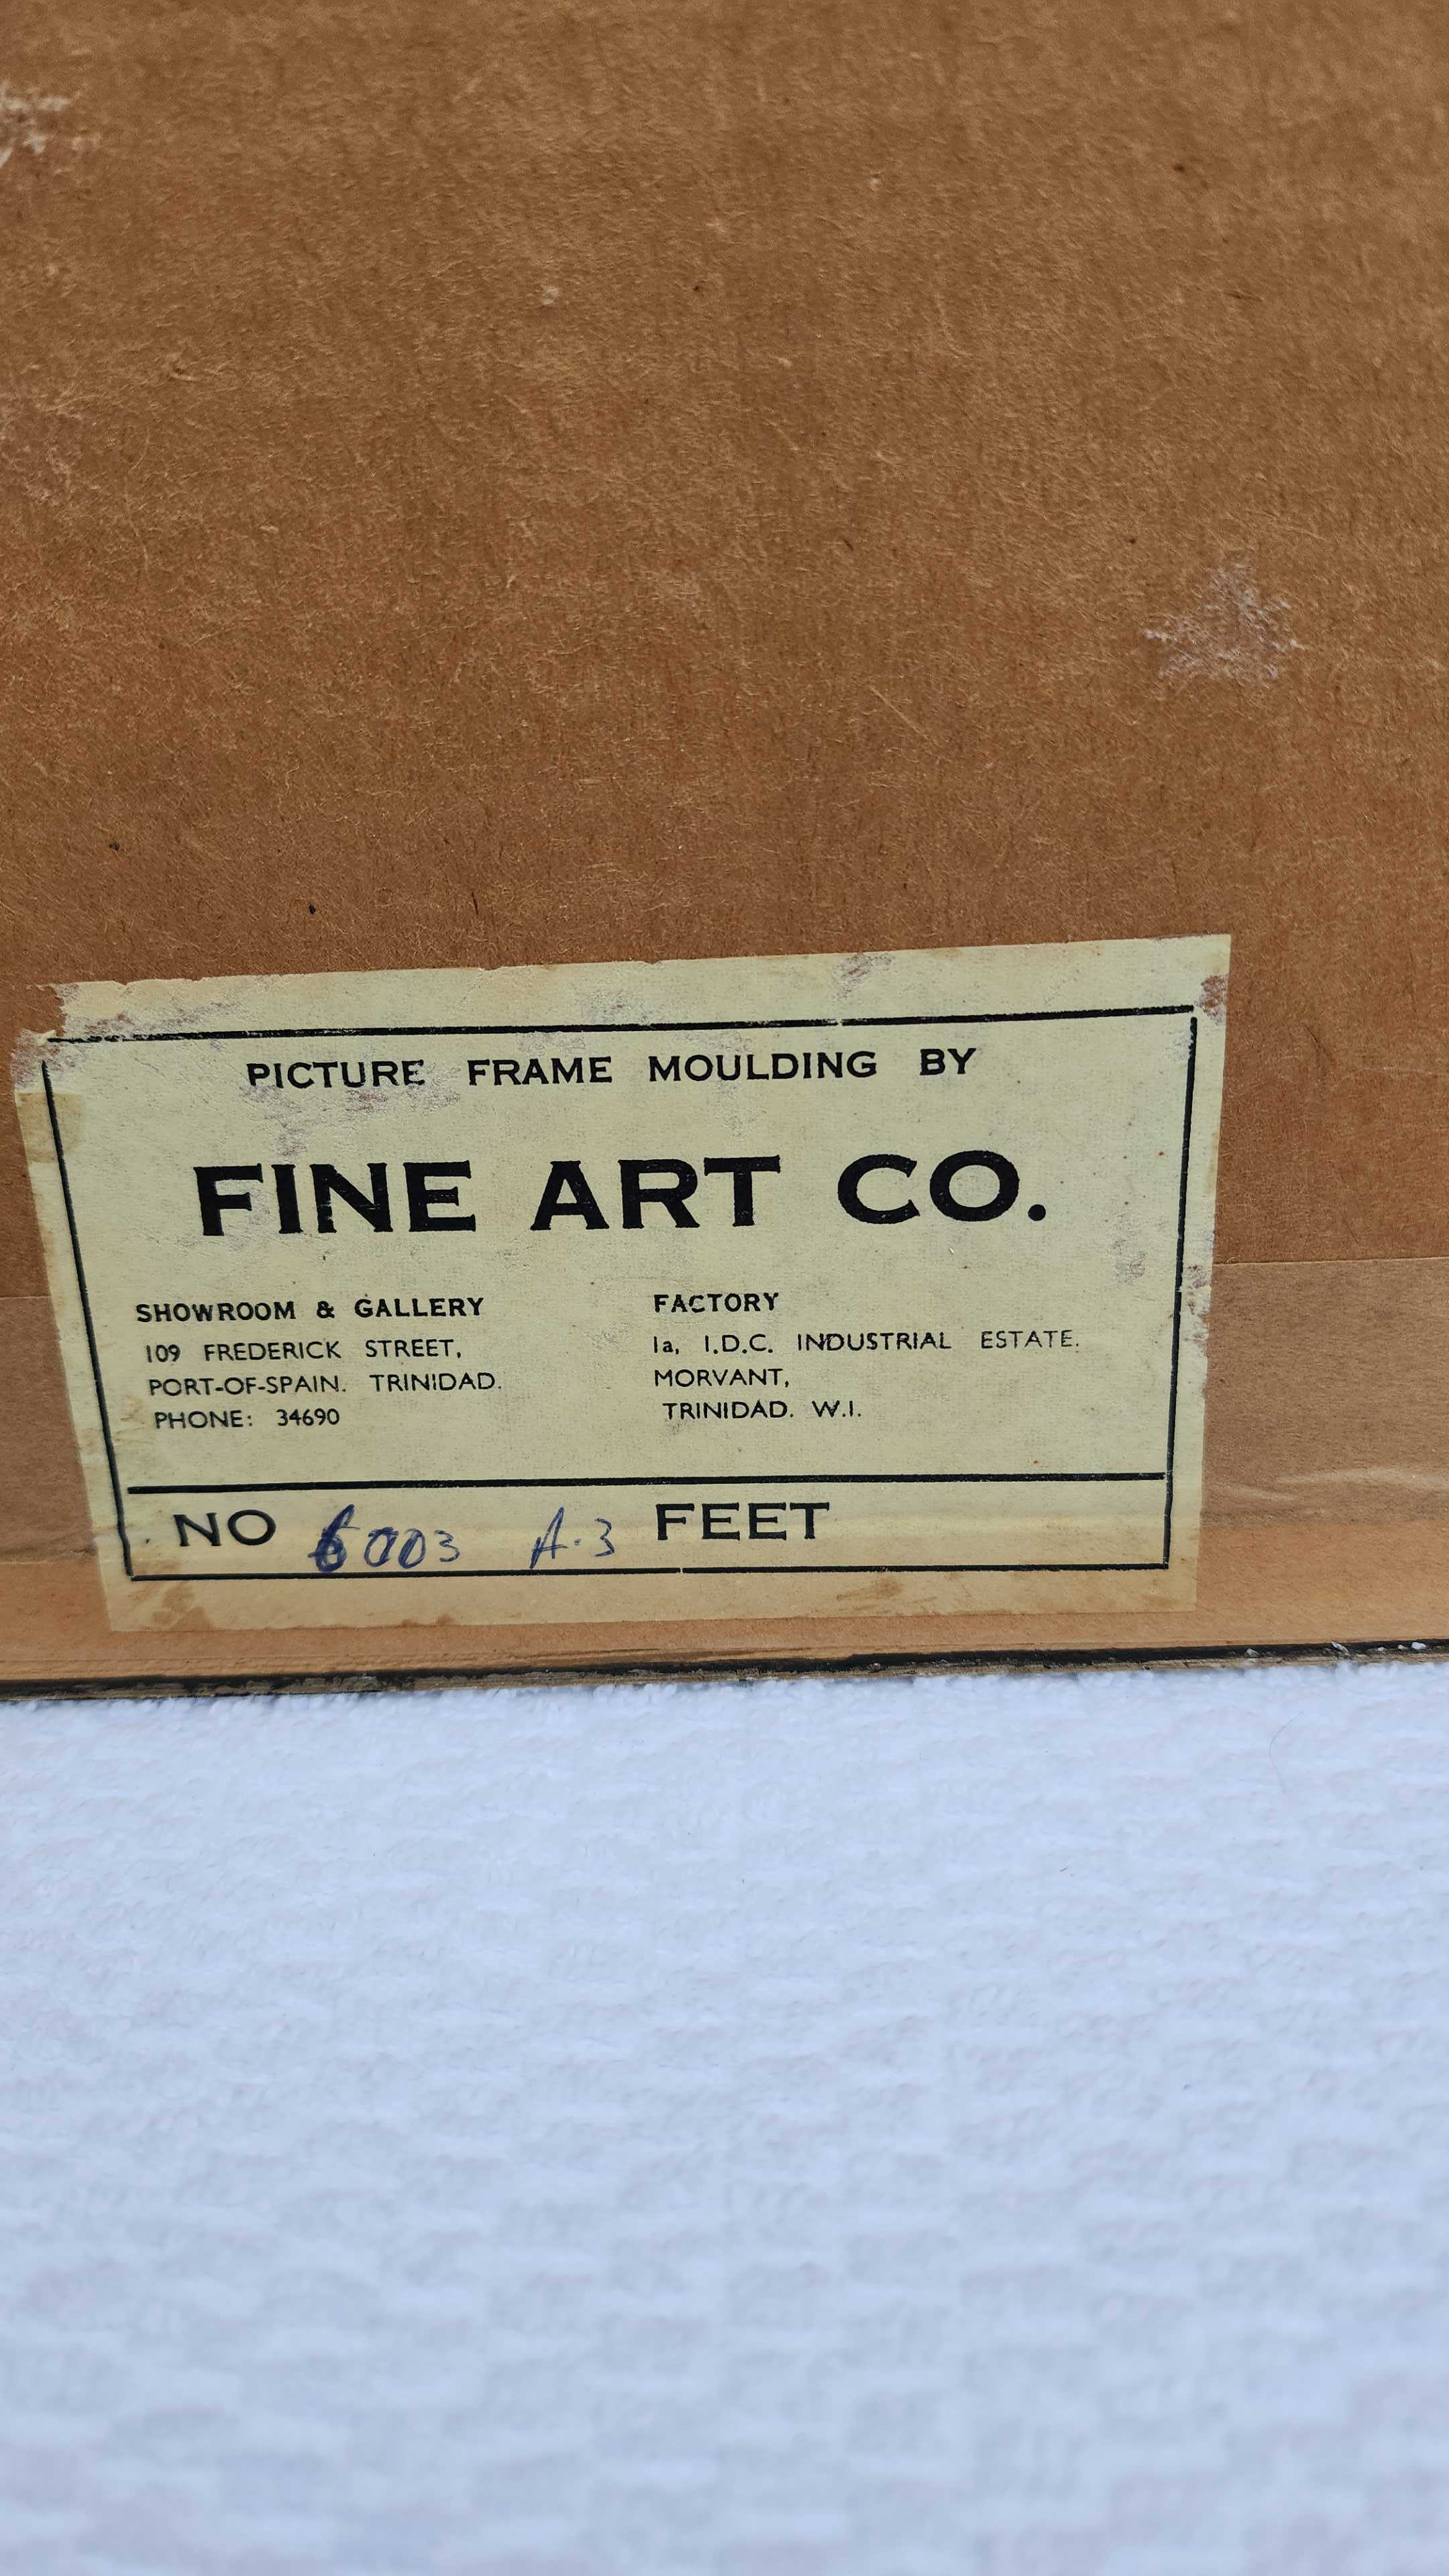 PICTURE FRAME MOULDING BY
FINE ART CO.
SHOWROOM & GALLERY
109 FREDERICK STREET,
PORT-OF-SPAIN. TRINIDAD.
PHONE: 34690
FACTORY
1a, I.D.C. INDUSTRIAL ESTATE.
MORVANT,
TRINIDAD. W.I.
NO 6003 A.3 FEET